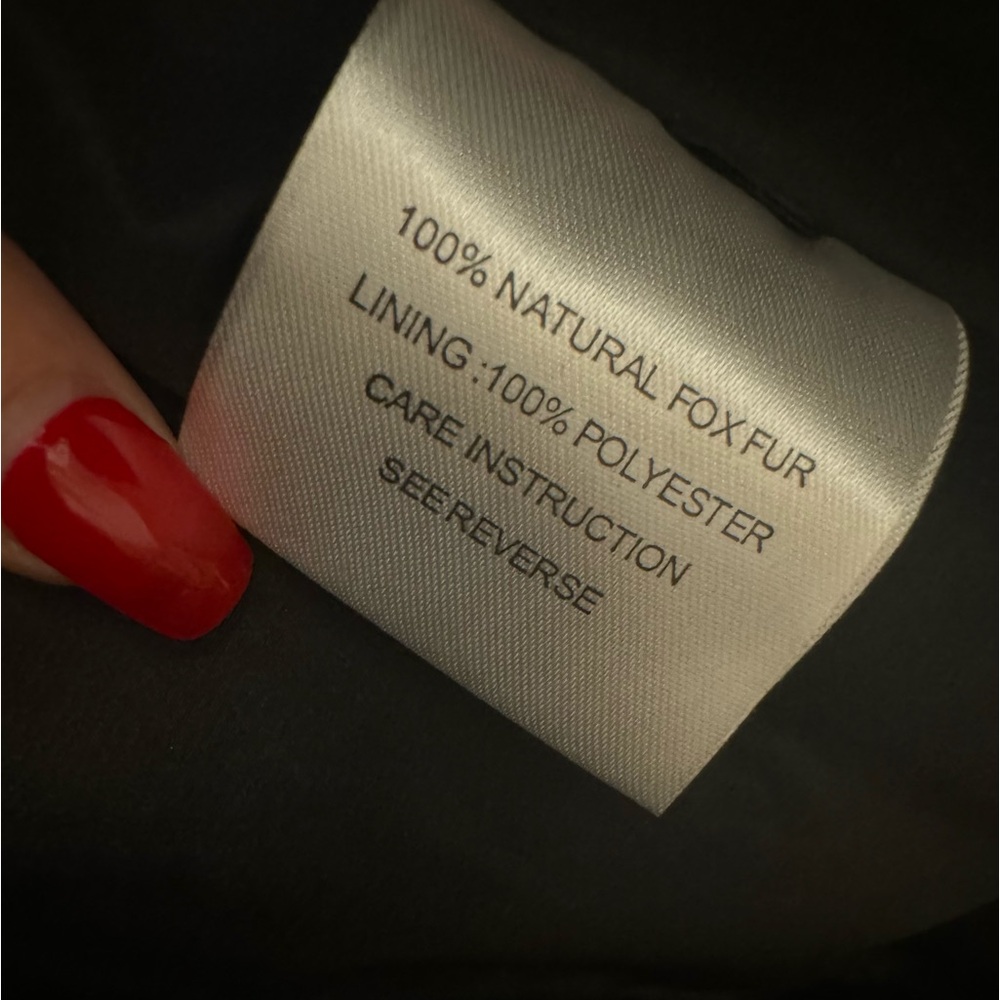 100% NATURAL FOX FUR
LINING :100% POLYESTER
CARE INSTRUCTION
SEE REVERSE